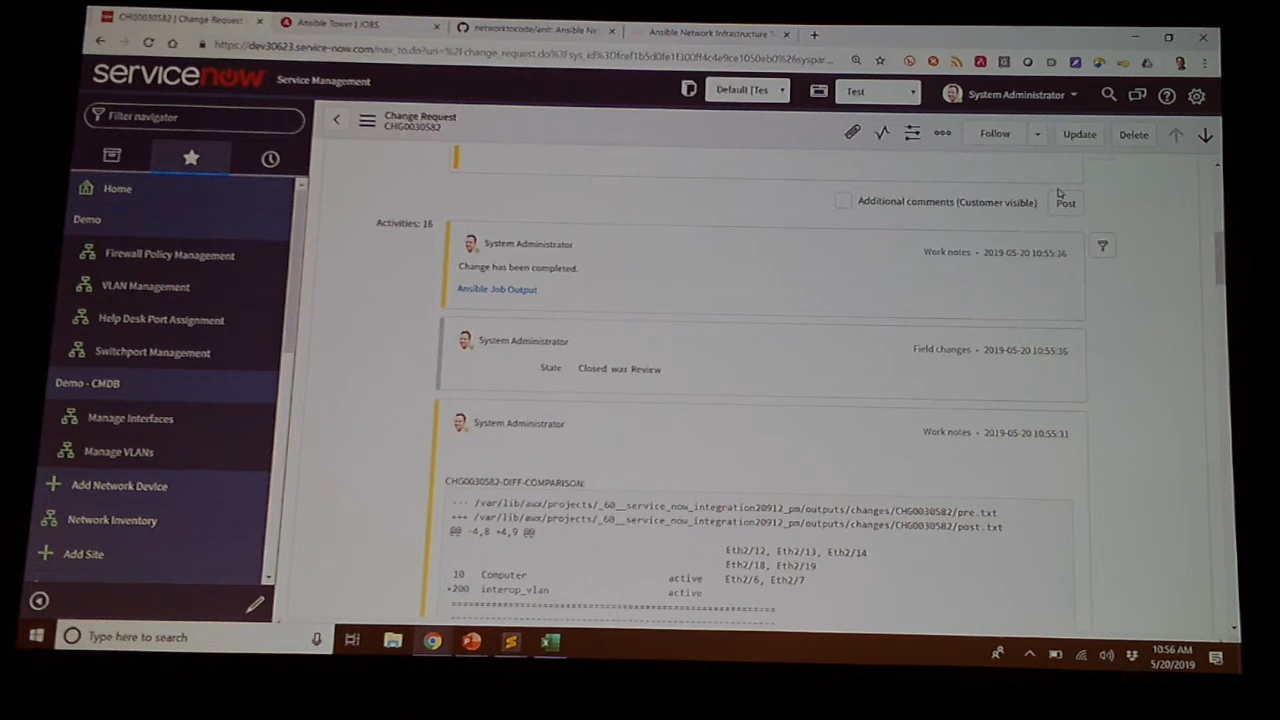 CHG0030582 | Change Request
Ansible Tower | JOBS
networktocode/anit: Ansible Ne
Ansible Network Infrastructure
servicenow Service Management
Default [Tes
Test
System Administrator
Filter navigator
Change Request
CHG0030582
Follow
Update
Delete
Home
Demo
Firewall Policy Management
VLAN Management
Help Desk Port Assignment
Switchport Management
Demo - CMDB
Manage Interfaces
Manage VLANs
Add Network Device
Network Inventory
Add Site
Additional comments (Customer visible)
Post
Activities: 16
System Administrator
Work notes • 2019-05-20 10:55:36
Change has been completed.
Ansible Job Output
System Administrator
Field changes • 2019-05-20 10:55:36
State Closed was Review
System Administrator
Work notes • 2019-05-20 10:55:31
CHG0030582-DIFF-COMPARISON:
--- /var/lib/awx/projects/_60__service_now_integration20912_pm/outputs/changes/CHG0030582/pre.txt
+++ /var/lib/awx/projects/_60__service_now_integration20912_pm/outputs/changes/CHG0030582/post.txt
@@ -4,8 +4,9 @@
Eth2/12, Eth2/13, Eth2/14
Eth2/18, Eth2/19
10 Computer active Eth2/6, Eth2/7
+200 interop_vlan active
Type here to search
10:56 AM
5/20/2019